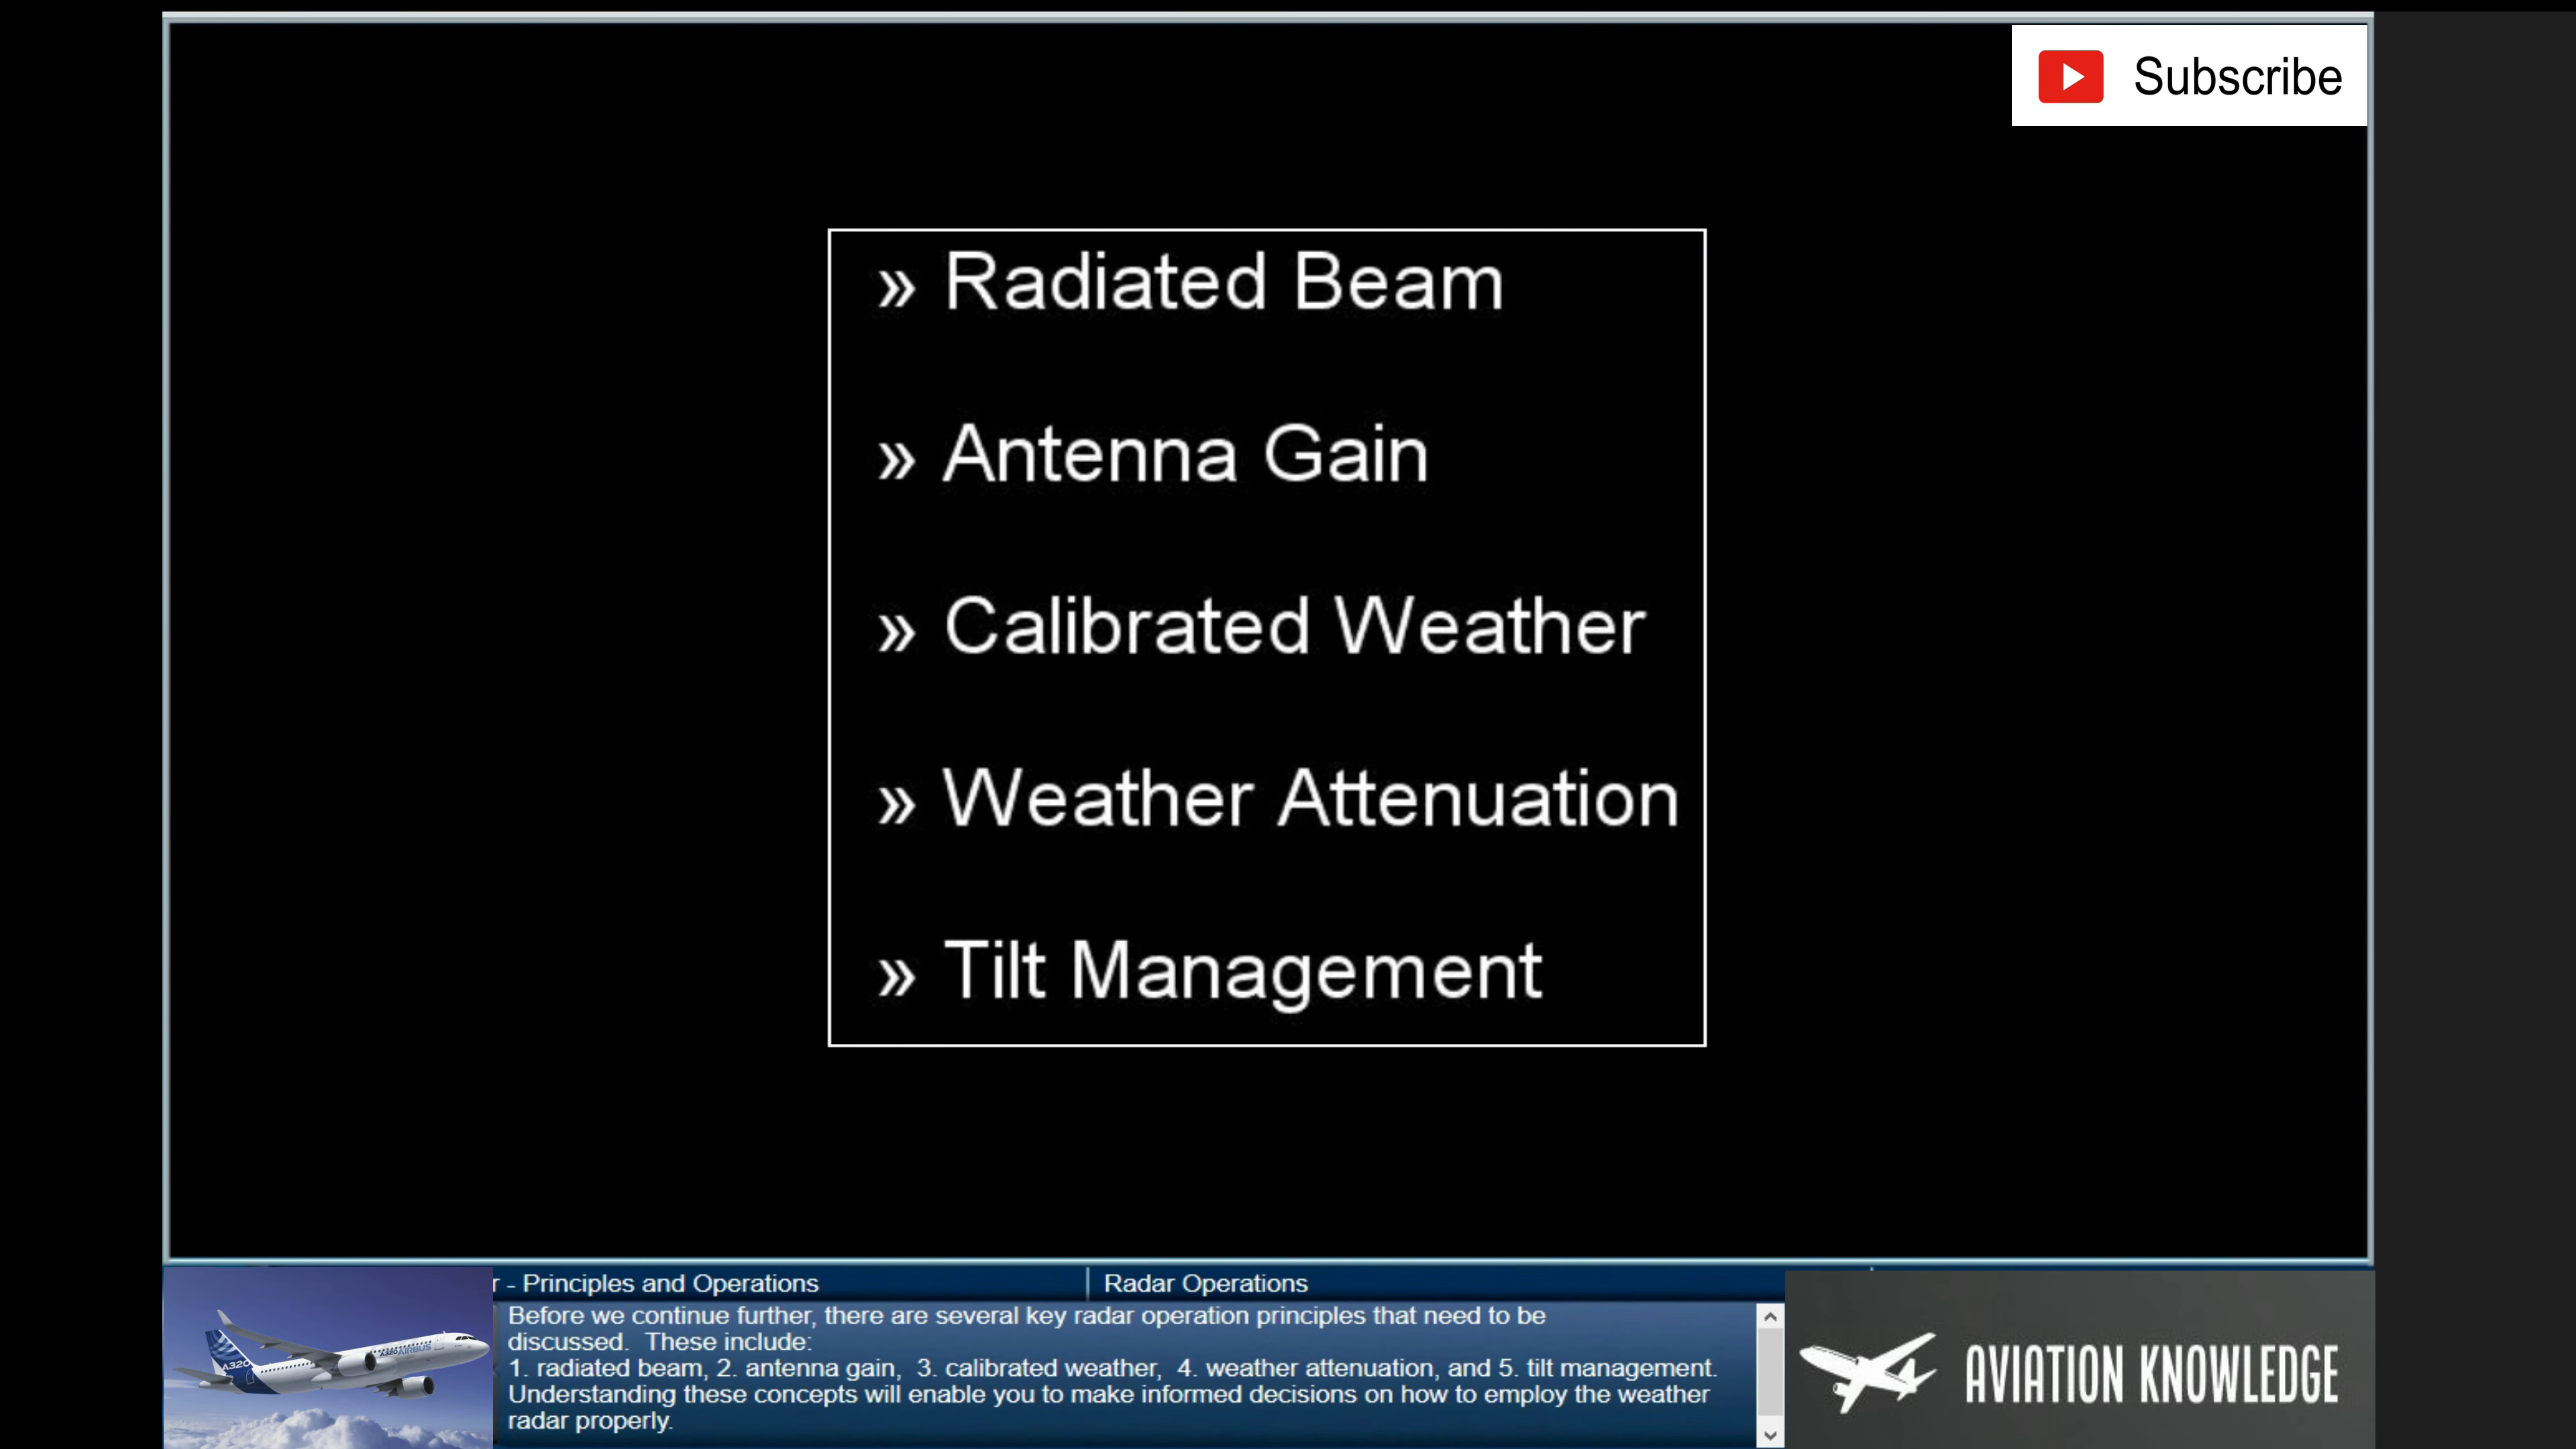 Subscribe
» Radiated Beam
» Antenna Gain
» Calibrated Weather
» Weather Attenuation
» Tilt Management
r - Principles and Operations
Radar Operations
Before we continue further, there are several key radar operation principles that need to be
discussed.  These include:
1. radiated beam, 2. antenna gain,  3. calibrated weather,  4. weather attenuation, and 5. tilt management.
Understanding these concepts will enable you to make informed decisions on how to employ the weather
radar properly.
A320
A320 AIRBUS
AVIATION KNOWLEDGE